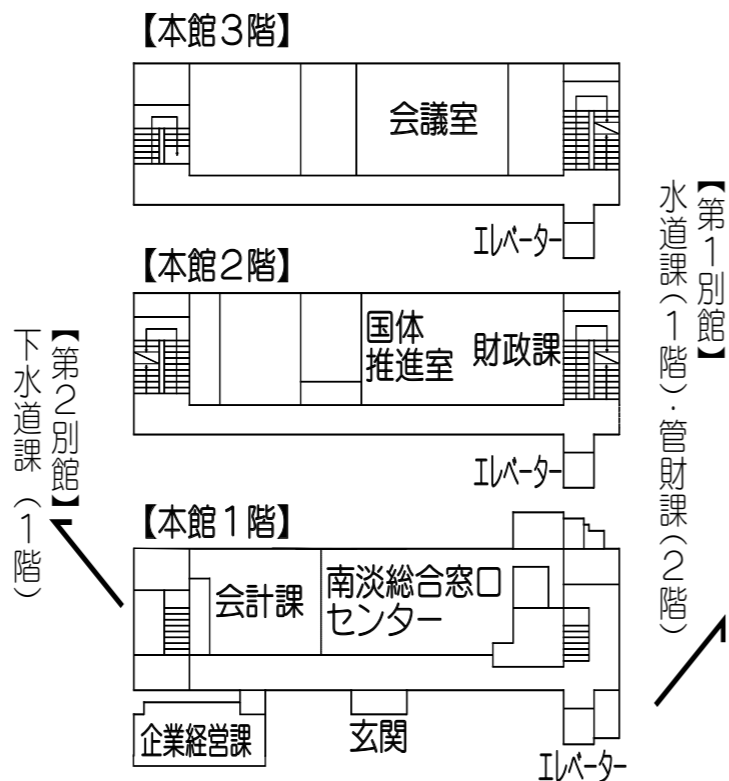 【本館3階】
会議室
エレベーター
【本館2階】
国体
推進室
財政課
エレベーター
【本館1階】
会計課
南淡総合窓口
センター
企業経営課
玄関
エレベーター
【第1別館】
水道課(1階)・管財課(2階)
【第2別館】
下水道課(1階)